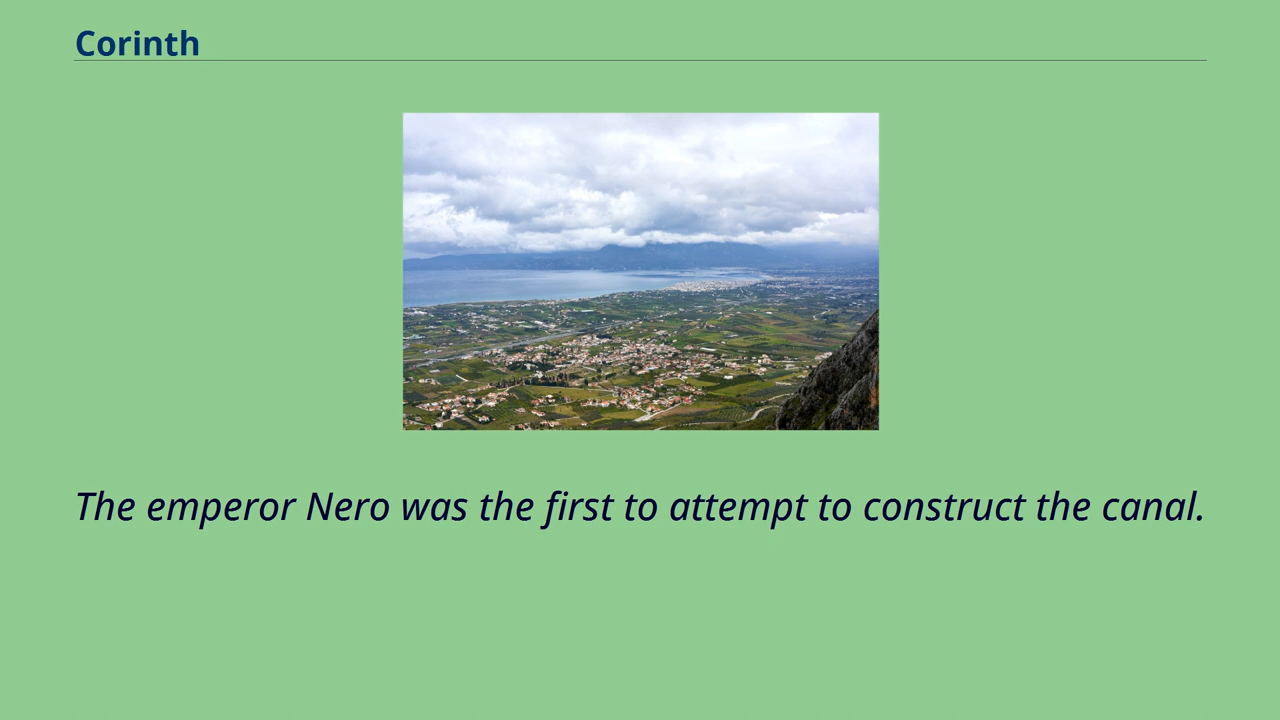 Corinth
The emperor Nero was the first to attempt to construct the canal.